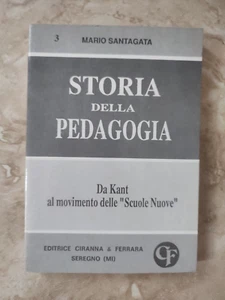 3
MARIO SANTAGATA
STORIA
DELLA
PEDAGOGIA
Da Kant
al movimento delle "Scuole Nuove"
EDITRICE CIRANNA & FERRARA
SEREGNO (MI)
CF